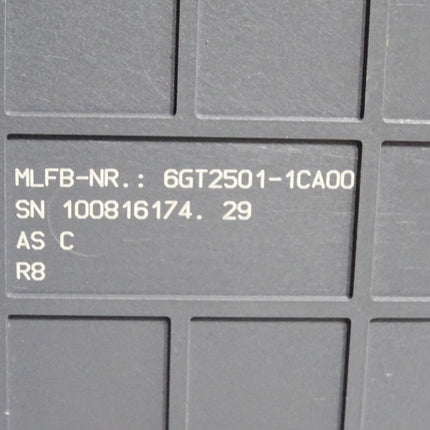 MLFB-NR.: 6GT2501-1CA00
SN 100816174. 29
AS C
R8